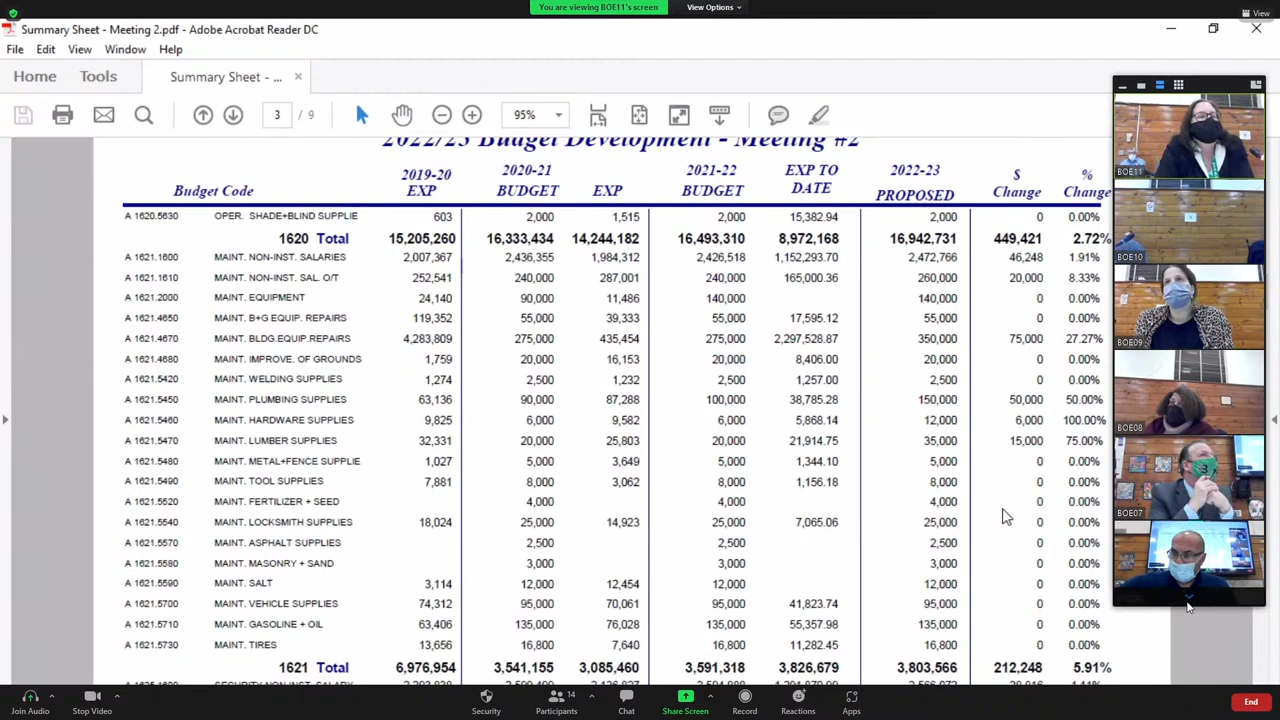 You are viewing BOE11's screen View Options
View
Summary Sheet - Meeting 2.pdf - Adobe Acrobat Reader DC
File Edit View Window Help
Home Tools Summary Sheet - ... ×
3 / 9 95%
2022/23 Budget Development - Meeting #2
Budget Code 2019-20 EXP 2020-21 BUDGET EXP 2021-22 BUDGET EXP TO DATE 2022-23 PROPOSED $ Change % Change
A 1620.5630 OPER. SHADE+BLIND SUPPLIE 603 2,000 1,515 2,000 15,382.94 2,000 0 0.00%
1620 Total 15,205,260 16,333,434 14,244,182 16,493,310 8,972,168 16,942,731 449,421 2.72%
A 1621.1600 MAINT. NON-INST. SALARIES 2,007,367 2,436,355 1,984,312 2,426,518 1,152,293.70 2,472,766 46,248 1.91%
A 1621.1610 MAINT. NON-INST. SAL. O/T 252,541 240,000 287,001 240,000 165,000.36 260,000 20,000 8.33%
A 1621.2000 MAINT. EQUIPMENT 24,140 90,000 11,486 140,000 140,000 0 0.00%
A 1621.4650 MAINT. B+G EQUIP. REPAIRS 119,352 55,000 39,333 55,000 17,595.12 55,000 0 0.00%
A 1621.4670 MAINT. BLDG.EQUIP.REPAIRS 4,283,809 275,000 435,454 275,000 2,297,528.87 350,000 75,000 27.27%
A 1621.4680 MAINT. IMPROVE. OF GROUNDS 1,759 20,000 16,153 20,000 8,406.00 20,000 0 0.00%
A 1621.5420 MAINT. WELDING SUPPLIES 1,274 2,500 1,232 2,500 1,257.00 2,500 0 0.00%
A 1621.5450 MAINT. PLUMBING SUPPLIES 63,136 90,000 87,288 100,000 38,785.28 150,000 50,000 50.00%
A 1621.5460 MAINT. HARDWARE SUPPLIES 9,825 6,000 9,582 6,000 5,868.14 12,000 6,000 100.00%
A 1621.5470 MAINT. LUMBER SUPPLIES 32,331 20,000 25,803 20,000 21,914.75 35,000 15,000 75.00%
A 1621.5480 MAINT. METAL+FENCE SUPPLIE 1,027 5,000 3,649 5,000 1,344.10 5,000 0 0.00%
A 1621.5490 MAINT. TOOL SUPPLIES 7,881 8,000 3,062 8,000 1,156.18 8,000 0 0.00%
A 1621.5520 MAINT. FERTILIZER + SEED 4,000 4,000 4,000 0 0.00%
A 1621.5540 MAINT. LOCKSMITH SUPPLIES 18,024 25,000 14,923 25,000 7,065.06 25,000 0 0.00%
A 1621.5570 MAINT. ASPHALT SUPPLIES 2,500 2,500 2,500 0 0.00%
A 1621.5580 MAINT. MASONRY + SAND 3,000 3,000 3,000 0 0.00%
A 1621.5590 MAINT. SALT 3,114 12,000 12,454 12,000 12,000 0 0.00%
A 1621.5700 MAINT. VEHICLE SUPPLIES 74,312 95,000 70,061 95,000 41,823.74 95,000 0 0.00%
A 1621.5710 MAINT. GASOLINE + OIL 63,406 135,000 76,028 135,000 55,357.98 135,000 0 0.00%
A 1621.5730 MAINT. TIRES 13,656 16,800 7,640 16,800 11,282.45 16,800 0 0.00%
1621 Total 6,976,954 3,541,155 3,085,460 3,591,318 3,826,679 3,803,566 212,248 5.91%
BOE11
BOE10
BOE09
BOE08
BOE07
3
Join Audio Stop Video Security Participants 14 Chat Share Screen Record Reactions Apps End